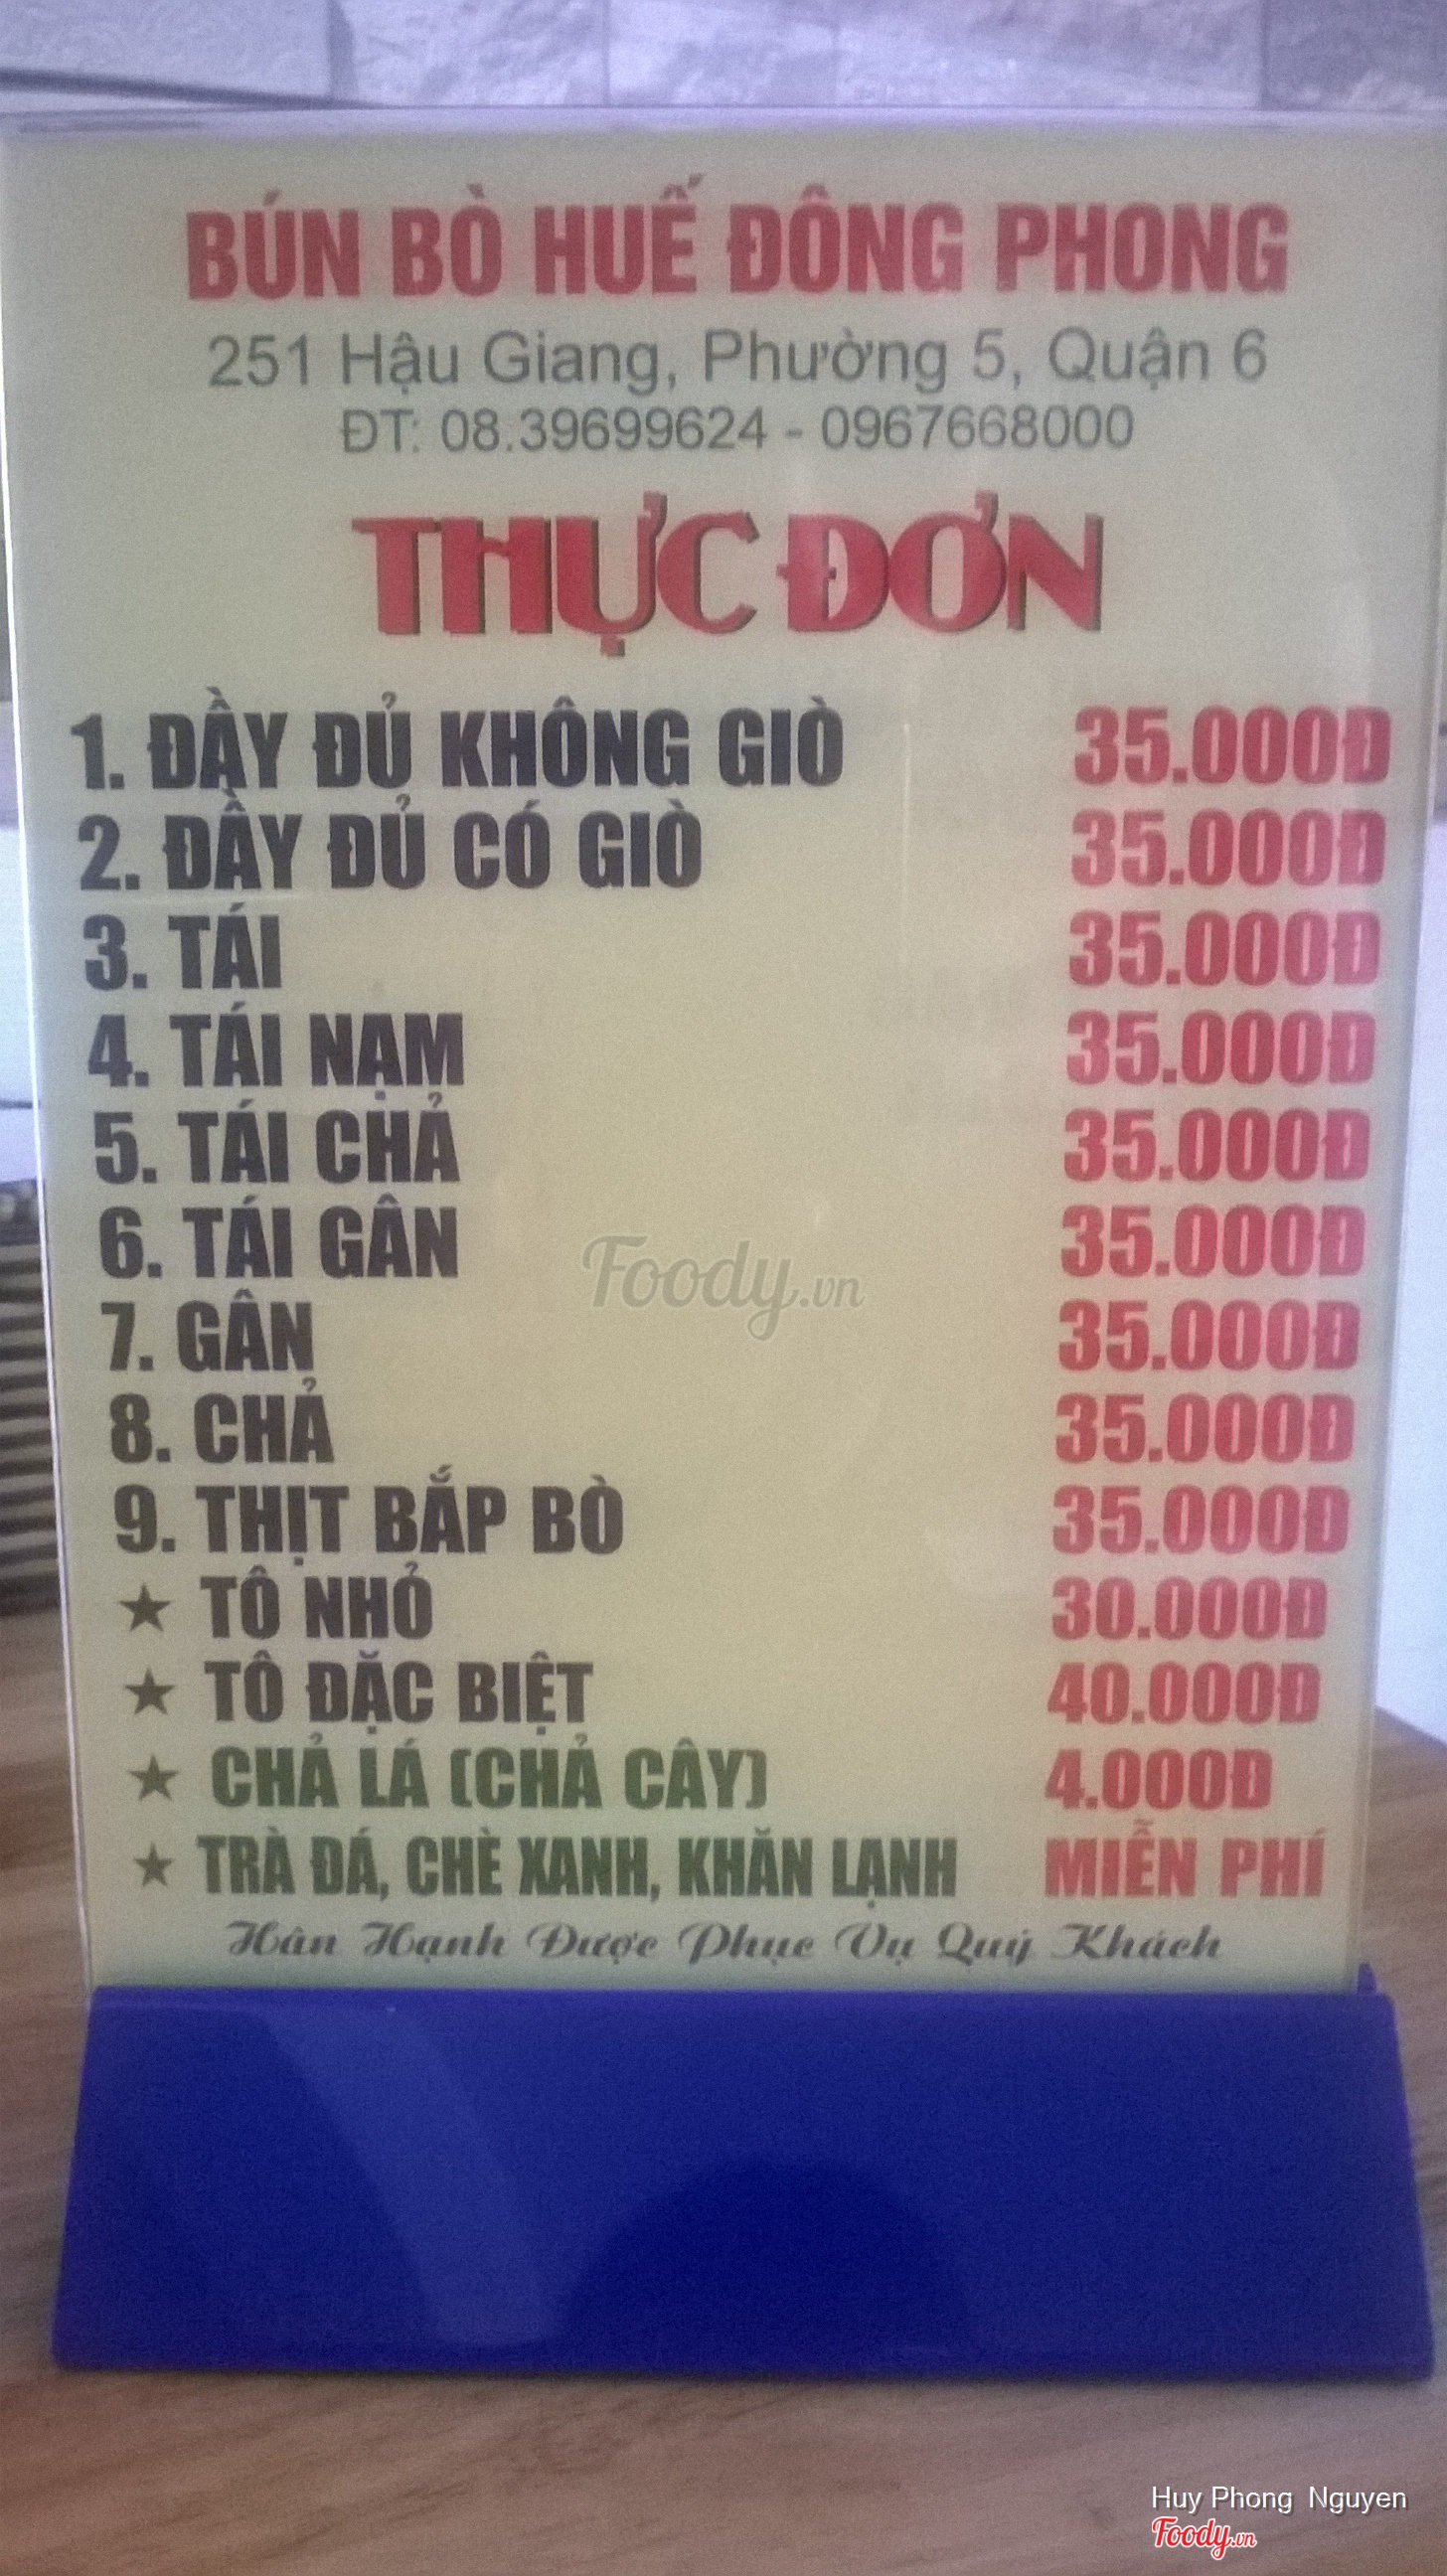 BÚN BÒ HUẾ ĐÔNG PHONG
251 Hậu Giang, Phường 5, Quận 6
ĐT: 08.39699624 - 0967668000
THỰC ĐƠN
1. ĐẦY ĐỦ KHÔNG GIÒ 35.000Đ
2. ĐẦY ĐỦ CÓ GIÒ 35.000Đ
3. TÁI 35.000Đ
4. TÁI NẠM 35.000Đ
5. TÁI CHẢ 35.000Đ
6. TÁI GÂN 35.000Đ
7. GÂN 35.000Đ
8. CHẢ 35.000Đ
9. THỊT BẮP BÒ 35.000Đ
★ TÔ NHỎ 30.000Đ
★ TÔ ĐẶC BIỆT 40.000Đ
★ CHẢ LÁ (CHẢ CÂY) 4.000Đ
★ TRÀ ĐÁ, CHÈ XANH, KHĂN LẠNH MIỄN PHÍ
Hân Hạnh Được Phục Vụ Quý Khách
Foody.vn
Huy Phong Nguyen
Foody.vn